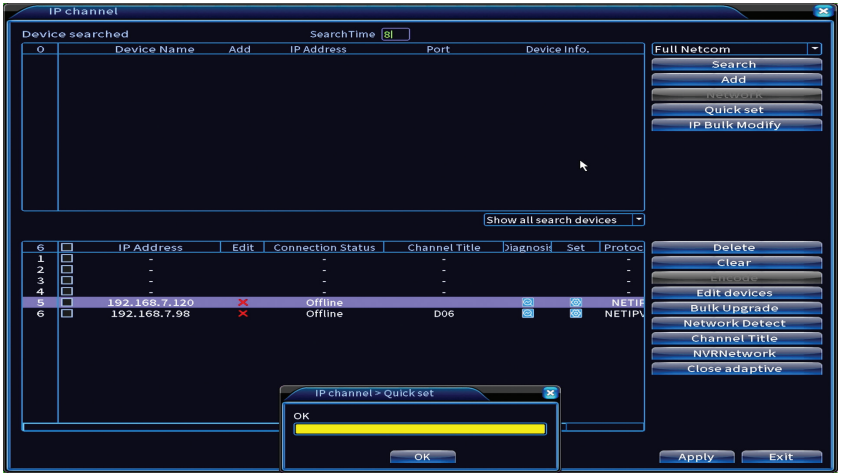 IP channel
Device searched SearchTime 8
0 Device Name Add IP Address Port Device Info.
Full Netcom
Search
Add
Network
Quick set
IP Bulk Modify
Show all search devices
6 IP Address Edit Connection Status Channel Title Diagnosis Set Protoc
1 - - - -
2 - - - -
3 - - - -
4 - - - -
5 192.168.7.120 Offline NETIP
6 192.168.7.98 Offline D06 NETIPV
Delete
Clear
Encode
Edit devices
Bulk Upgrade
Network Detect
Channel Title
NVRNetwork
Close adaptive
IP channel > Quick set
OK
OK
Apply Exit